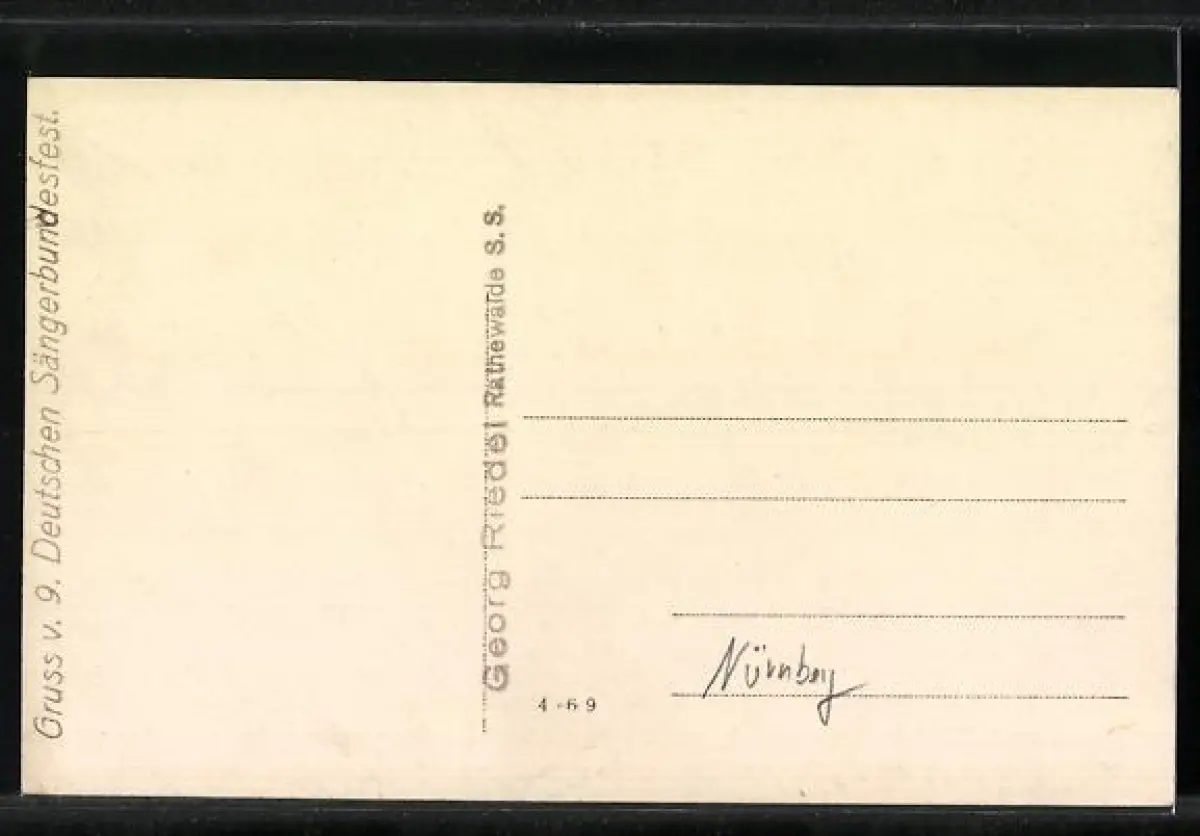 Gruss v. 9. Deutschen Sängerbundesfest.
Georg Riedel Rathewalde S.S.
4-69
Nürnberg